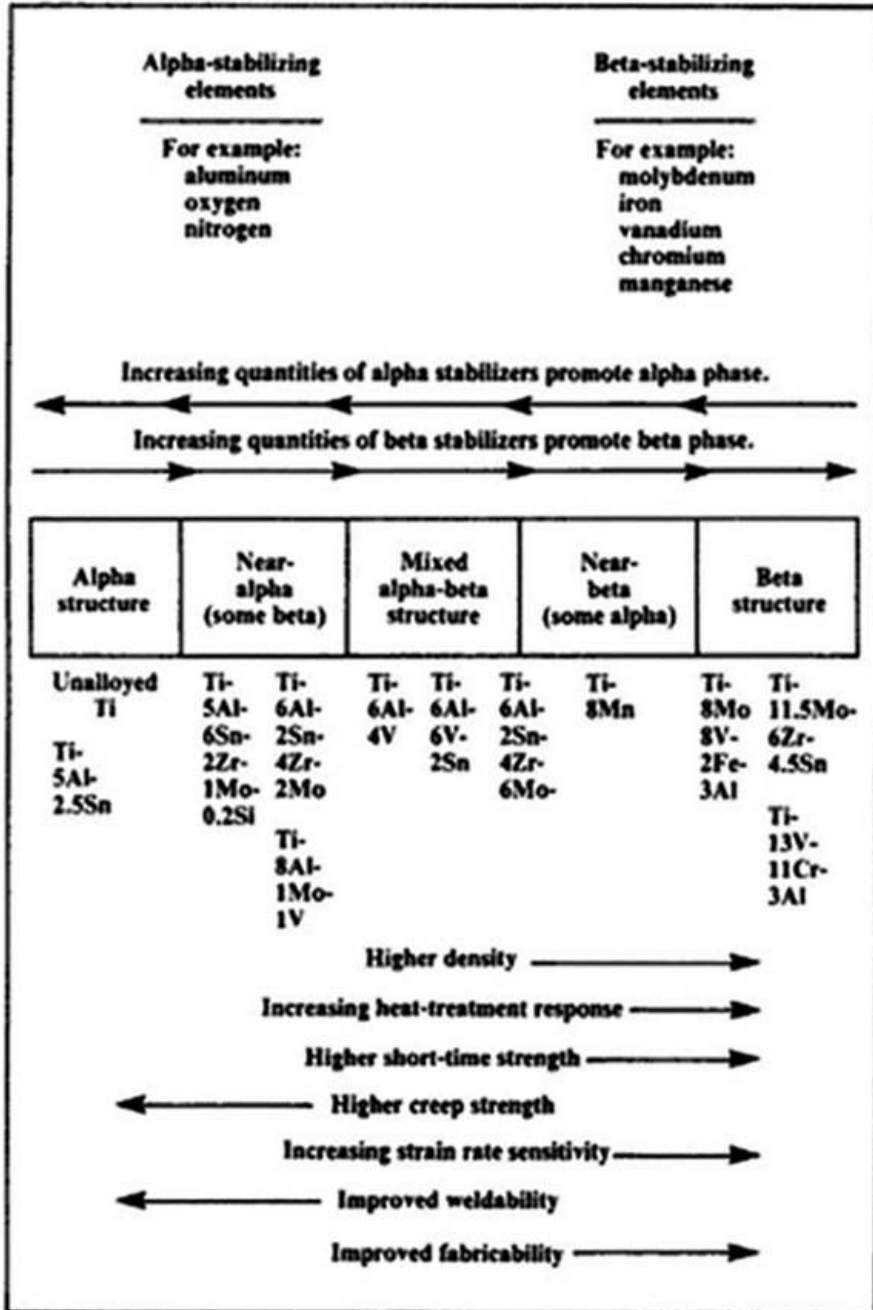 Alpha-stabilizing
elements
For example:
aluminum
oxygen
nitrogen
Beta-stabilizing
elements
For example:
molybdenum
iron
vanadium
chromium
manganese
Increasing quantities of alpha stabilizers promote alpha phase.
Increasing quantities of beta stabilizers promote beta phase.
Alpha
structure
Near-
alpha
(some beta)
Mixed
alpha-beta
structure
Near-
beta
(some alpha)
Beta
structure
Unalloyed
Ti
Ti-
5Al-
2.5Sn
Ti-
5Al-
6Sn-
2Zr-
1Mo-
0.2Si
Ti-
6Al-
2Sn-
4Zr-
2Mo
Ti-
8Al-
1Mo-
1V
Ti-
6Al-
4V
Ti-
6Al-
6V-
2Sn
Ti-
6Al-
2Sn-
4Zr-
6Mo-
Ti-
8Mn
Ti-
8Mo
8V-
2Fe-
3Al
Ti-
11.5Mo-
6Zr-
4.5Sn
Ti-
13V-
11Cr-
3Al
Higher density
Increasing heat-treatment response
Higher short-time strength
Higher creep strength
Increasing strain rate sensitivity
Improved weldability
Improved fabricability